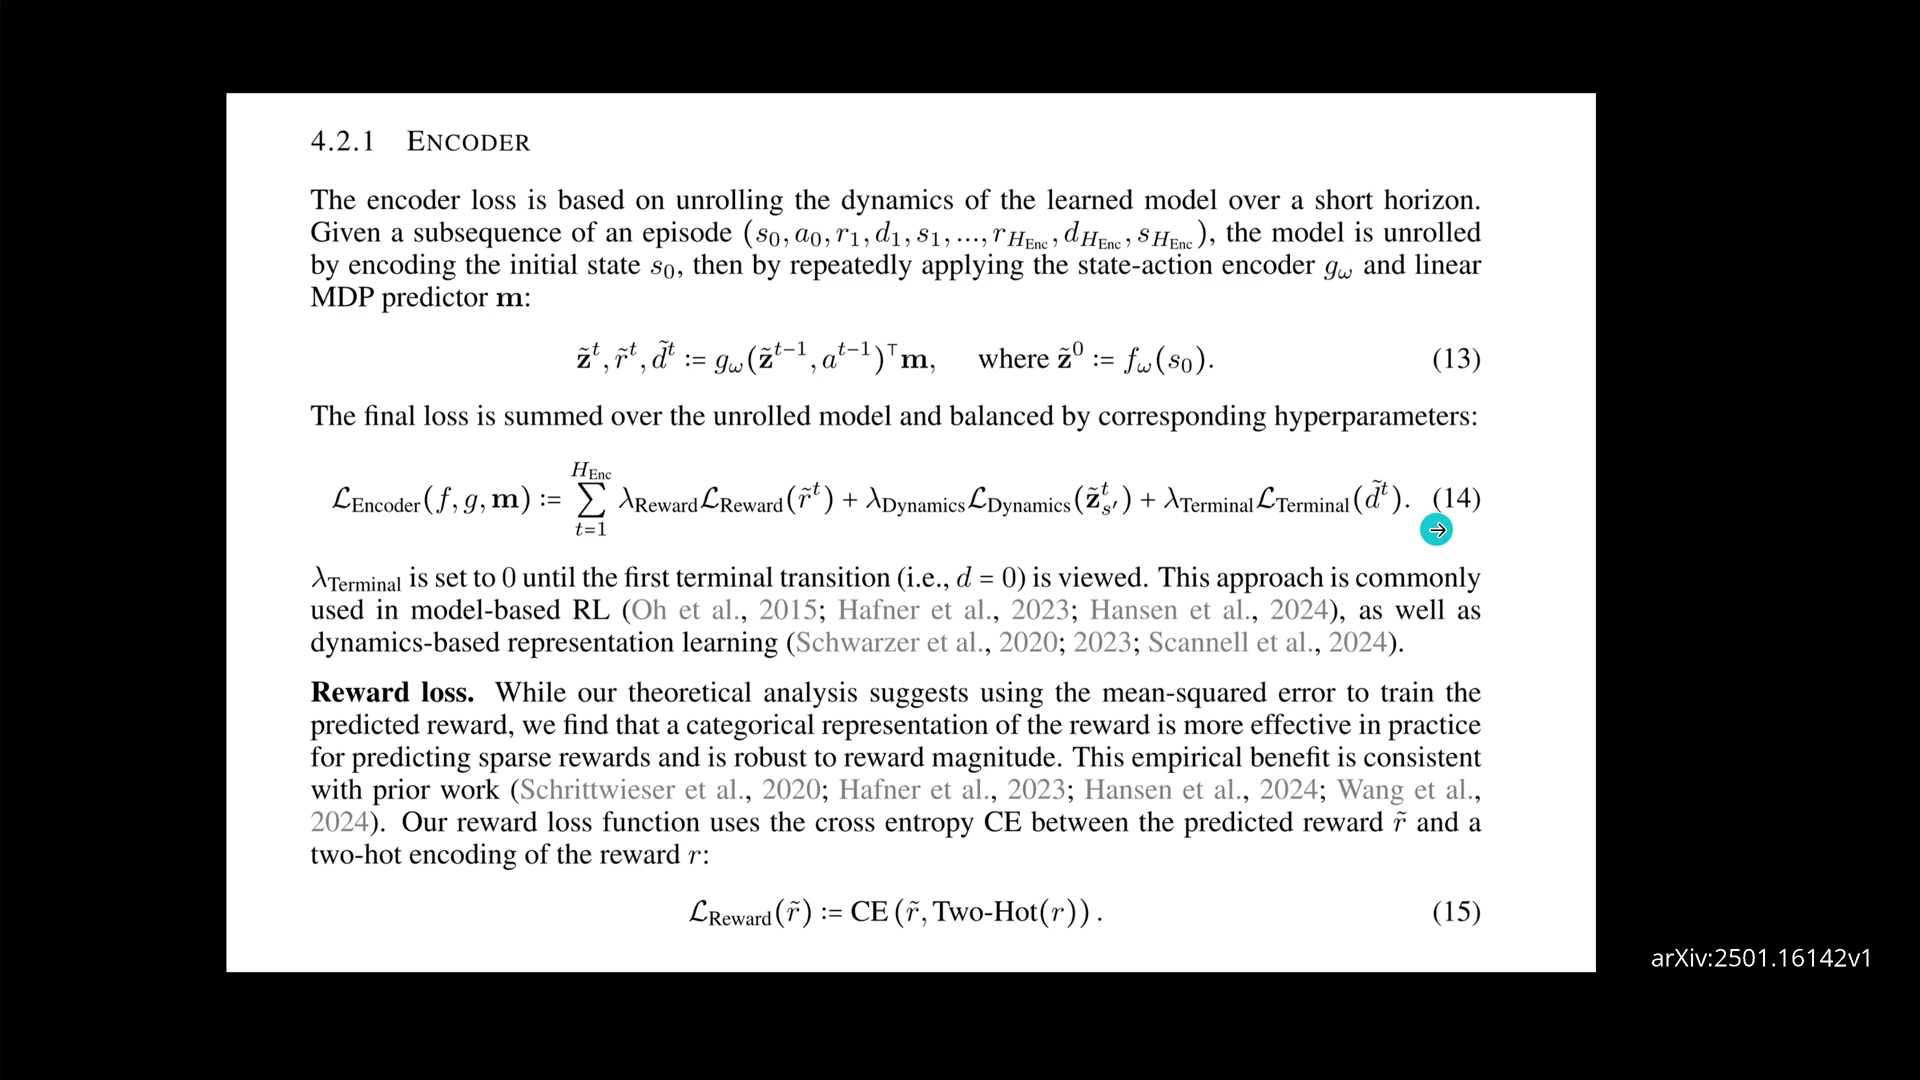 4.2.1 ENCODER
The encoder loss is based on unrolling the dynamics of the learned model over a short horizon.
Given a subsequence of an episode (s₀, a₀, r₁, d₁, s₁, ..., r_{H_Enc}, d_{H_Enc}, s_{H_Enc}), the model is unrolled
by encoding the initial state s₀, then by repeatedly applying the state-action encoder g_ω and linear
MDP predictor m:
z̃^t, r̃^t, d̃^t := g_ω(z̃^{t−1}, a^{t−1})^⊤ m, where z̃^0 := f_ω(s₀). (13)
The final loss is summed over the unrolled model and balanced by corresponding hyperparameters:
ℒ_Encoder(f, g, m) := ∑_{t=1}^{H_Enc} λ_Reward ℒ_Reward(r̃^t) + λ_Dynamics ℒ_Dynamics(z̃^t_{s′}) + λ_Terminal ℒ_Terminal(d̃^t). (14)
λ_Terminal is set to 0 until the first terminal transition (i.e., d = 0) is viewed. This approach is commonly
used in model-based RL (Oh et al., 2015; Hafner et al., 2023; Hansen et al., 2024), as well as
dynamics-based representation learning (Schwarzer et al., 2020; 2023; Scannell et al., 2024).
Reward loss. While our theoretical analysis suggests using the mean-squared error to train the
predicted reward, we find that a categorical representation of the reward is more effective in practice
for predicting sparse rewards and is robust to reward magnitude. This empirical benefit is consistent
with prior work (Schrittwieser et al., 2020; Hafner et al., 2023; Hansen et al., 2024; Wang et al.,
2024). Our reward loss function uses the cross entropy CE between the predicted reward r̃ and a
two-hot encoding of the reward r:
ℒ_Reward(r̃) := CE (r̃, Two-Hot(r)) . (15)
arXiv:2501.16142v1